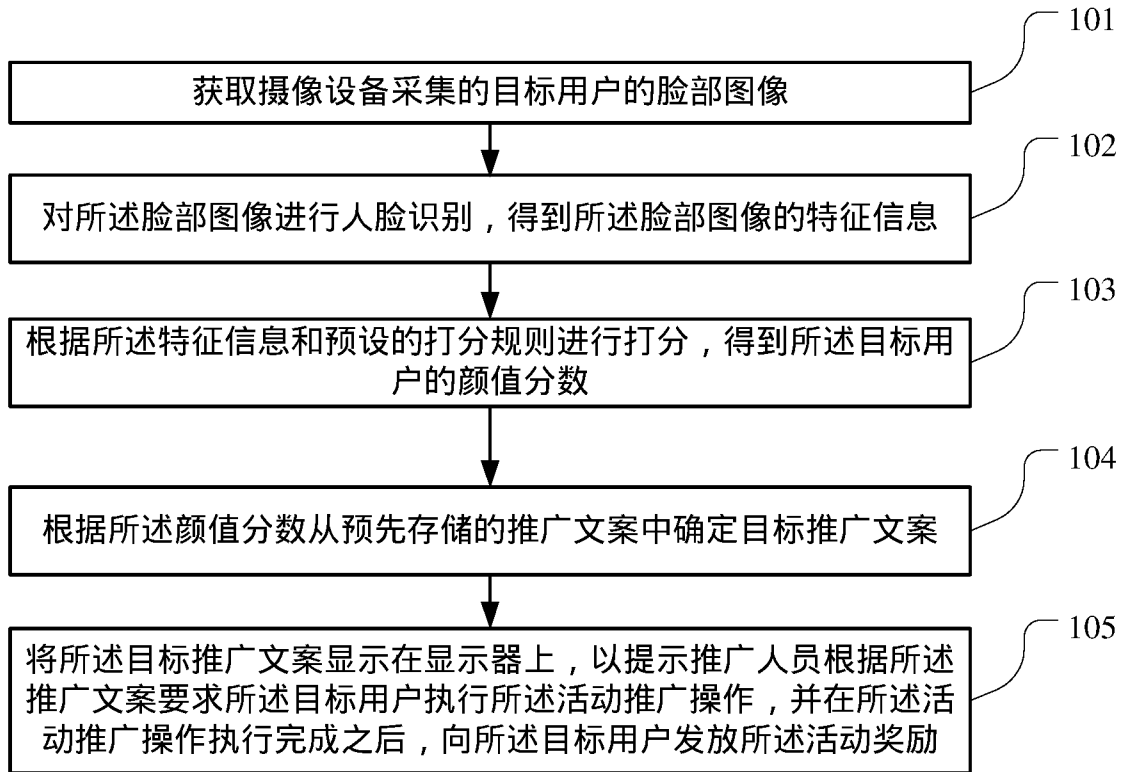 101
获取摄像设备采集的目标用户的脸部图像
102
对所述脸部图像进行人脸识别，得到所述脸部图像的特征信息
103
根据所述特征信息和预设的打分规则进行打分，得到所述目标用
户的颜值分数
104
根据所述颜值分数从预先存储的推广文案中确定目标推广文案
105
将所述目标推广文案显示在显示器上，以提示推广人员根据所述
推广文案要求所述目标用户执行所述活动推广操作，并在所述活
动推广操作执行完成之后，向所述目标用户发放所述活动奖励